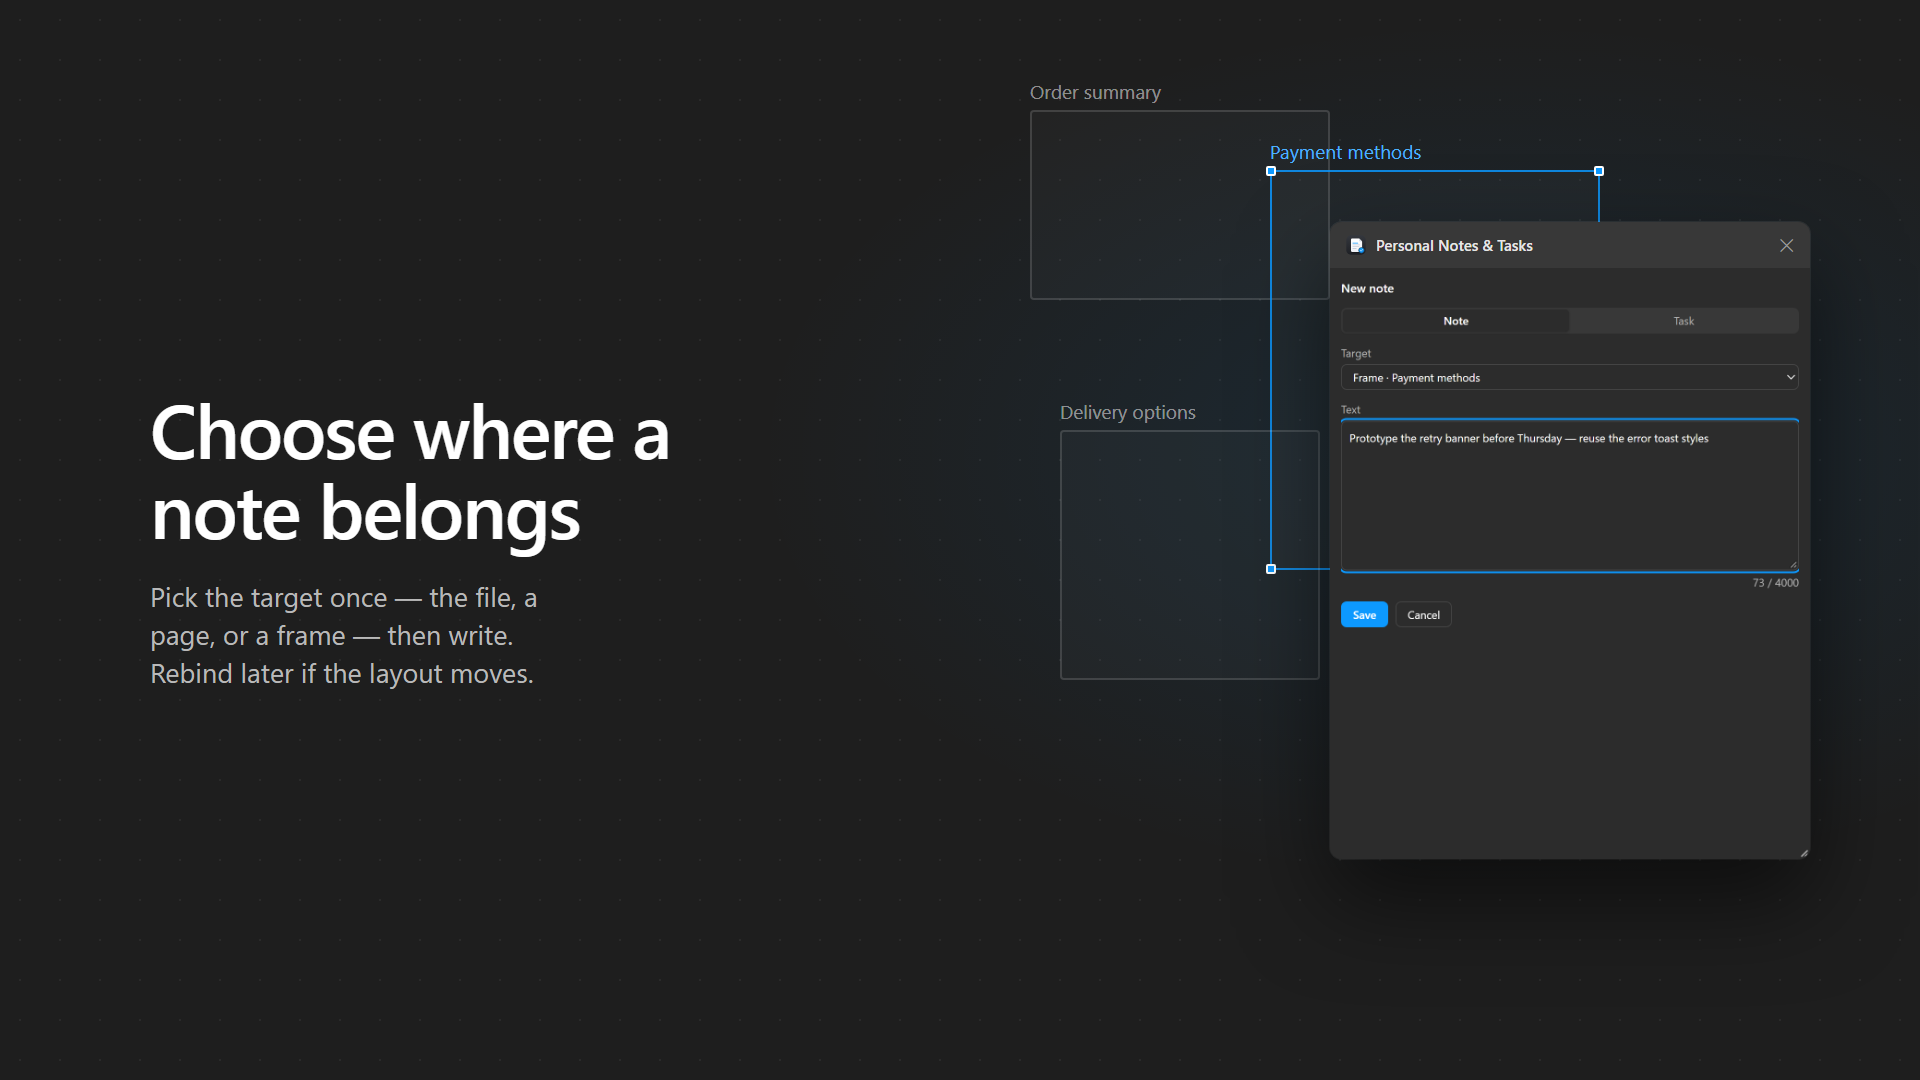 Choose where a
note belongs
Pick the target once — the file, a
page, or a frame — then write.
Rebind later if the layout moves.
Order summary
Payment methods
Delivery options
Personal Notes & Tasks
New note
Note
Task
Target
Frame · Payment methods
Text
Prototype the retry banner before Thursday — reuse the error toast styles
73 / 4000
Save
Cancel